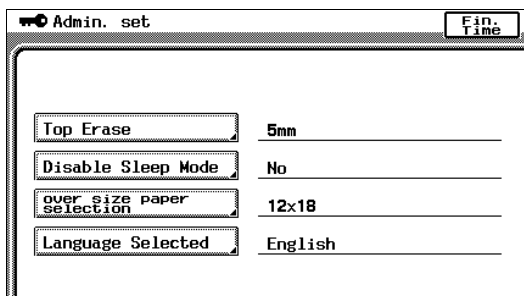 Admin. set
Fin.
Time
Top Erase
5mm
Disable Sleep Mode
No
over size paper
selection
12x18
Language Selected
English